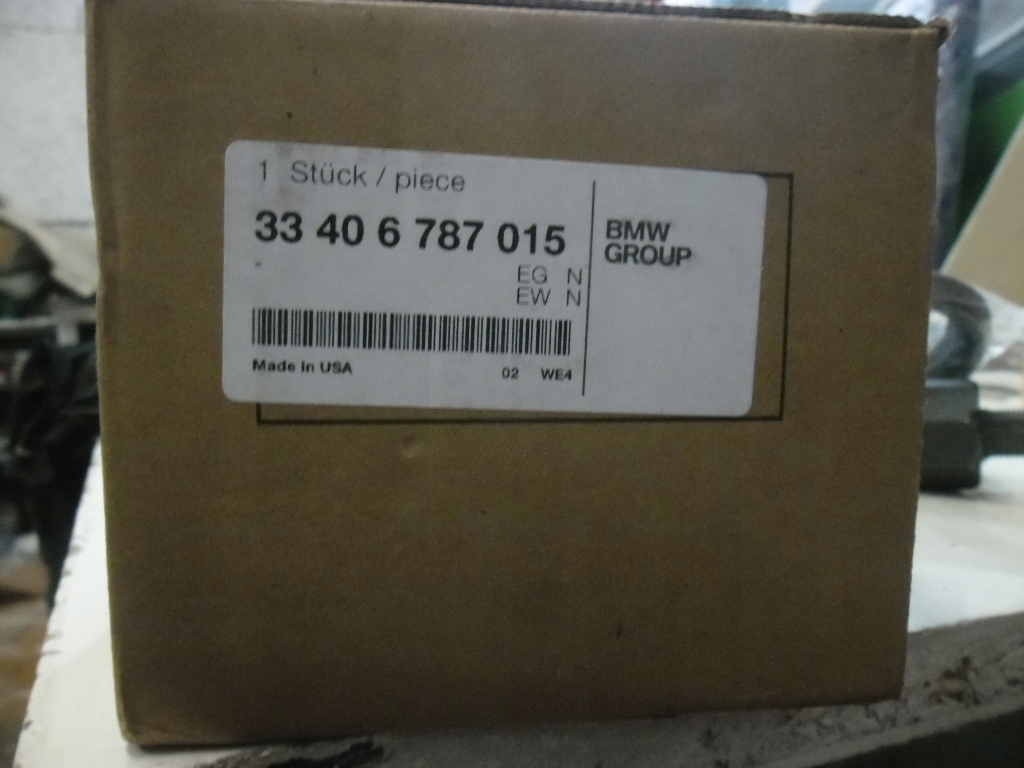 1 Stück / piece
33 40 6 787 015
EG N
EW N
Made in USA
02 WE4
BMW
GROUP